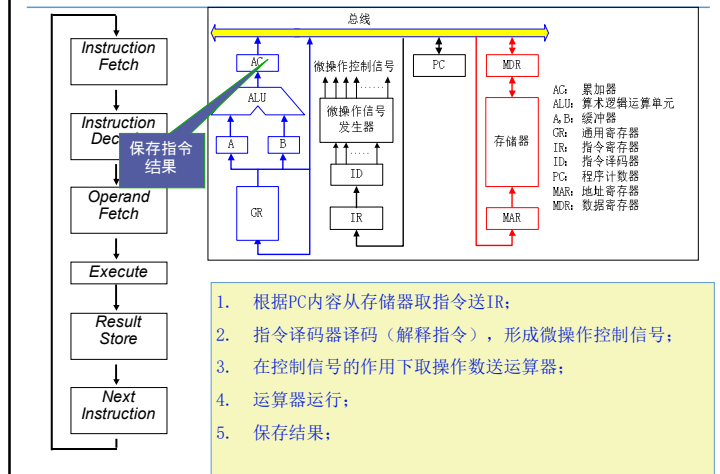 Instruction
Fetch
Instruction
Dec
Operand
Fetch
Execute
Result
Store
Next
Instruction
保存指令
结果
总线
AC
ALU
A
B
GR
微操作控制信号
......
微操作信号
发生器
.....
ID
IR
PC
MDR
存储器
MAR
AC: 累加器
ALU: 算术逻辑运算单元
A,B: 缓冲器
GR: 通用寄存器
IR: 指令寄存器
ID: 指令译码器
PC: 程序计数器
MAR: 地址寄存器
MDR: 数据寄存器
1. 根据PC内容从存储器取指令送IR;
2. 指令译码器译码（解释指令），形成微操作控制信号;
3. 在控制信号的作用下取操作数送运算器;
4. 运算器运行;
5. 保存结果;